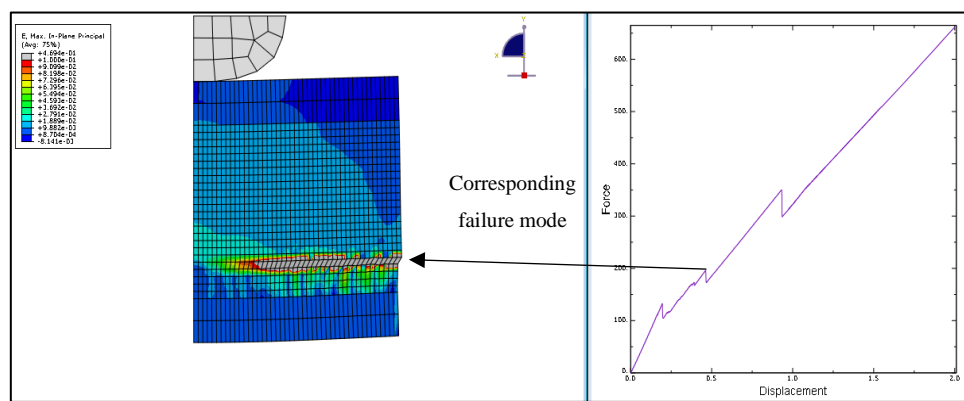 E, Max. In-Plane Principal
(Avg: 75%)
+4.694e-01
+1.000e-01
+9.099e-02
+8.198e-02
+7.296e-02
+6.395e-02
+5.494e-02
+4.593e-02
+3.692e-02
+2.791e-02
+1.889e-02
+9.882e-03
+8.704e-04
-8.141e-03
Y
X
Corresponding
failure mode
Force
600.
500.
400.
300.
200.
100.
0.
0.0 0.5 1.0 1.5 2.0
Displacement